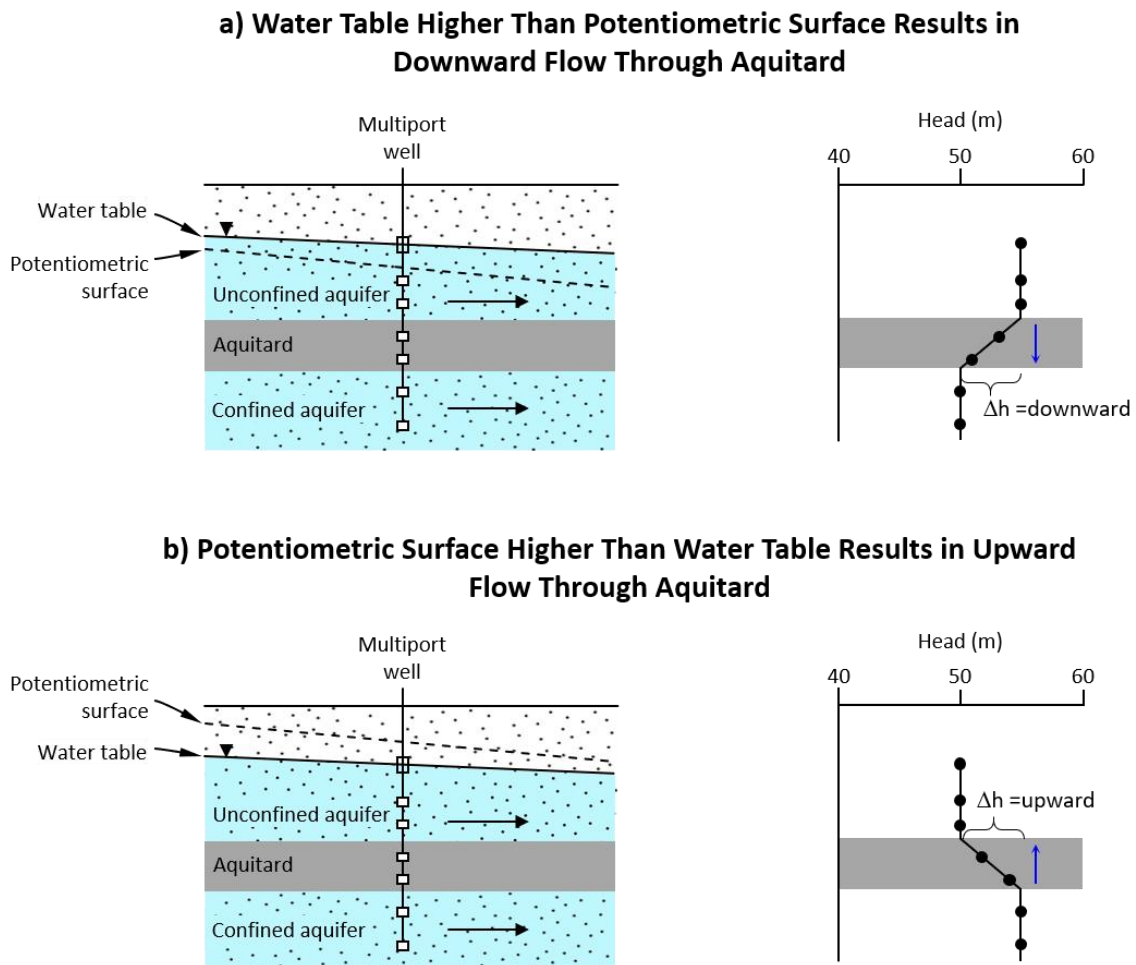 a) Water Table Higher Than Potentiometric Surface Results in
Downward Flow Through Aquitard
Multiport
well
Water table
Potentiometric
surface
Unconfined aquifer
Aquitard
Confined aquifer
Head (m)
40 50 60
Δh =downward
b) Potentiometric Surface Higher Than Water Table Results in Upward
Flow Through Aquitard
Multiport
well
Potentiometric
surface
Water table
Unconfined aquifer
Aquitard
Confined aquifer
Head (m)
40 50 60
Δh =upward